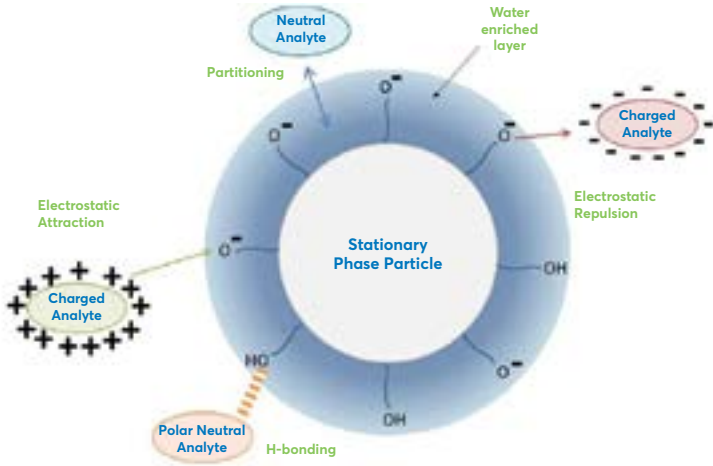 Neutral
Analyte
Water
enriched
layer
Partitioning
O-
O-
O-
Charged
Analyte
Electrostatic
Attraction
Electrostatic
Repulsion
O-
Stationary
Phase Particle
OH
Charged
Analyte
HO
O-
OH
Polar Neutral
Analyte
H-bonding